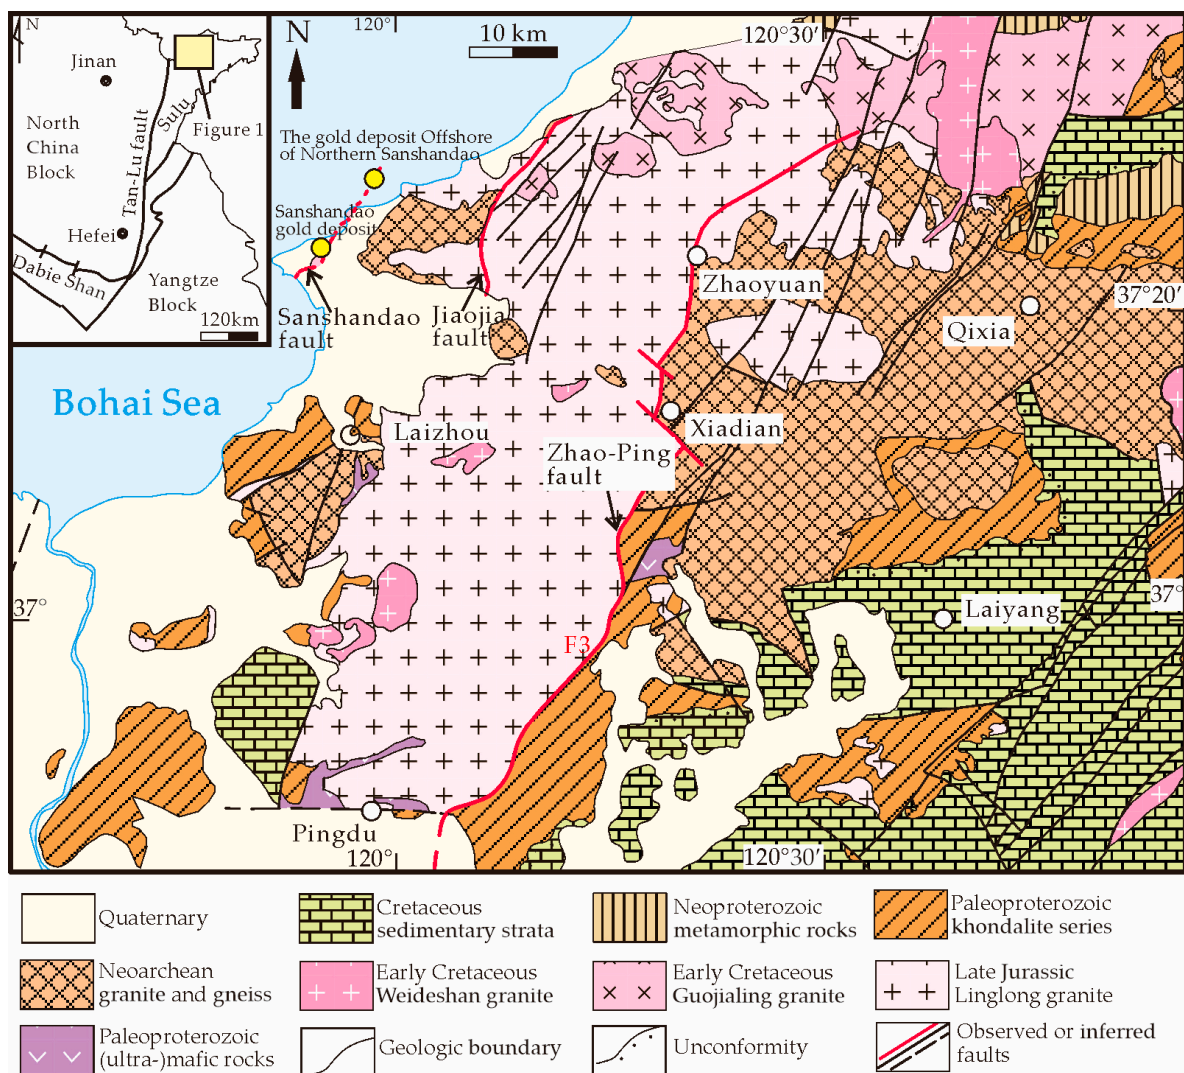 N
Jinan
North
China
Block
Tan-Lu fault
Sulu
Figure 1
Hefei
Dabie Shan
Yangtze
Block
120km
120°
N
10 km
120°30′
The gold deposit Offshore
of Northern Sanshandao
Sanshandao
gold deposit
Sanshandao
fault
Jiaojia
fault
Zhaoyuan
37°20′
Qixia
Bohai Sea
Laizhou
Xiadian
Zhao-Ping
fault
37°
37°
Laiyang
F3
Pingdu
120°
120°30′
Quaternary
Cretaceous
sedimentary strata
Neoproterozoic
metamorphic rocks
Paleoproterozoic
khondalite series
Neoarchean
granite and gneiss
Early Cretaceous
Weideshan granite
Early Cretaceous
Guojialing granite
Late Jurassic
Linglong granite
Paleoproterozoic
(ultra-)mafic rocks
Geologic boundary
Unconformity
Observed or inferred
faults